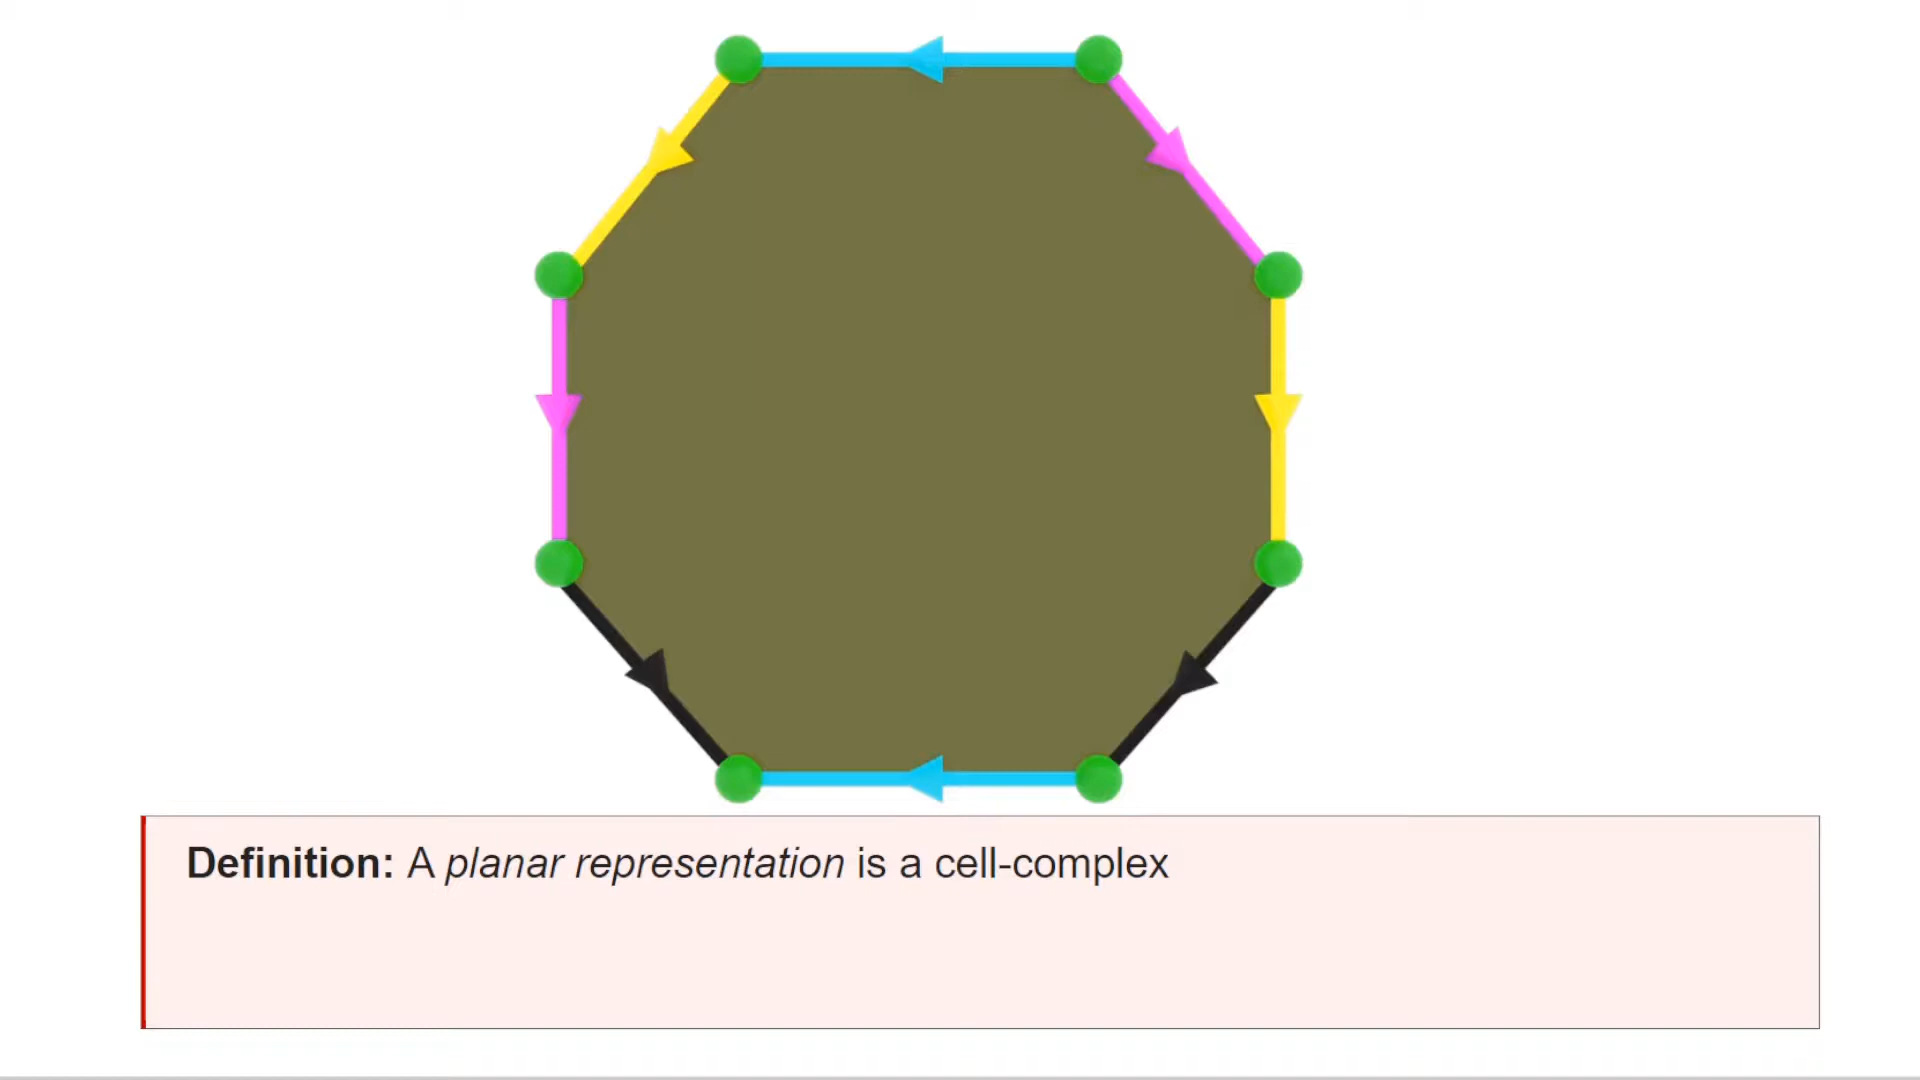 Definition: A planar representation is a cell-complex